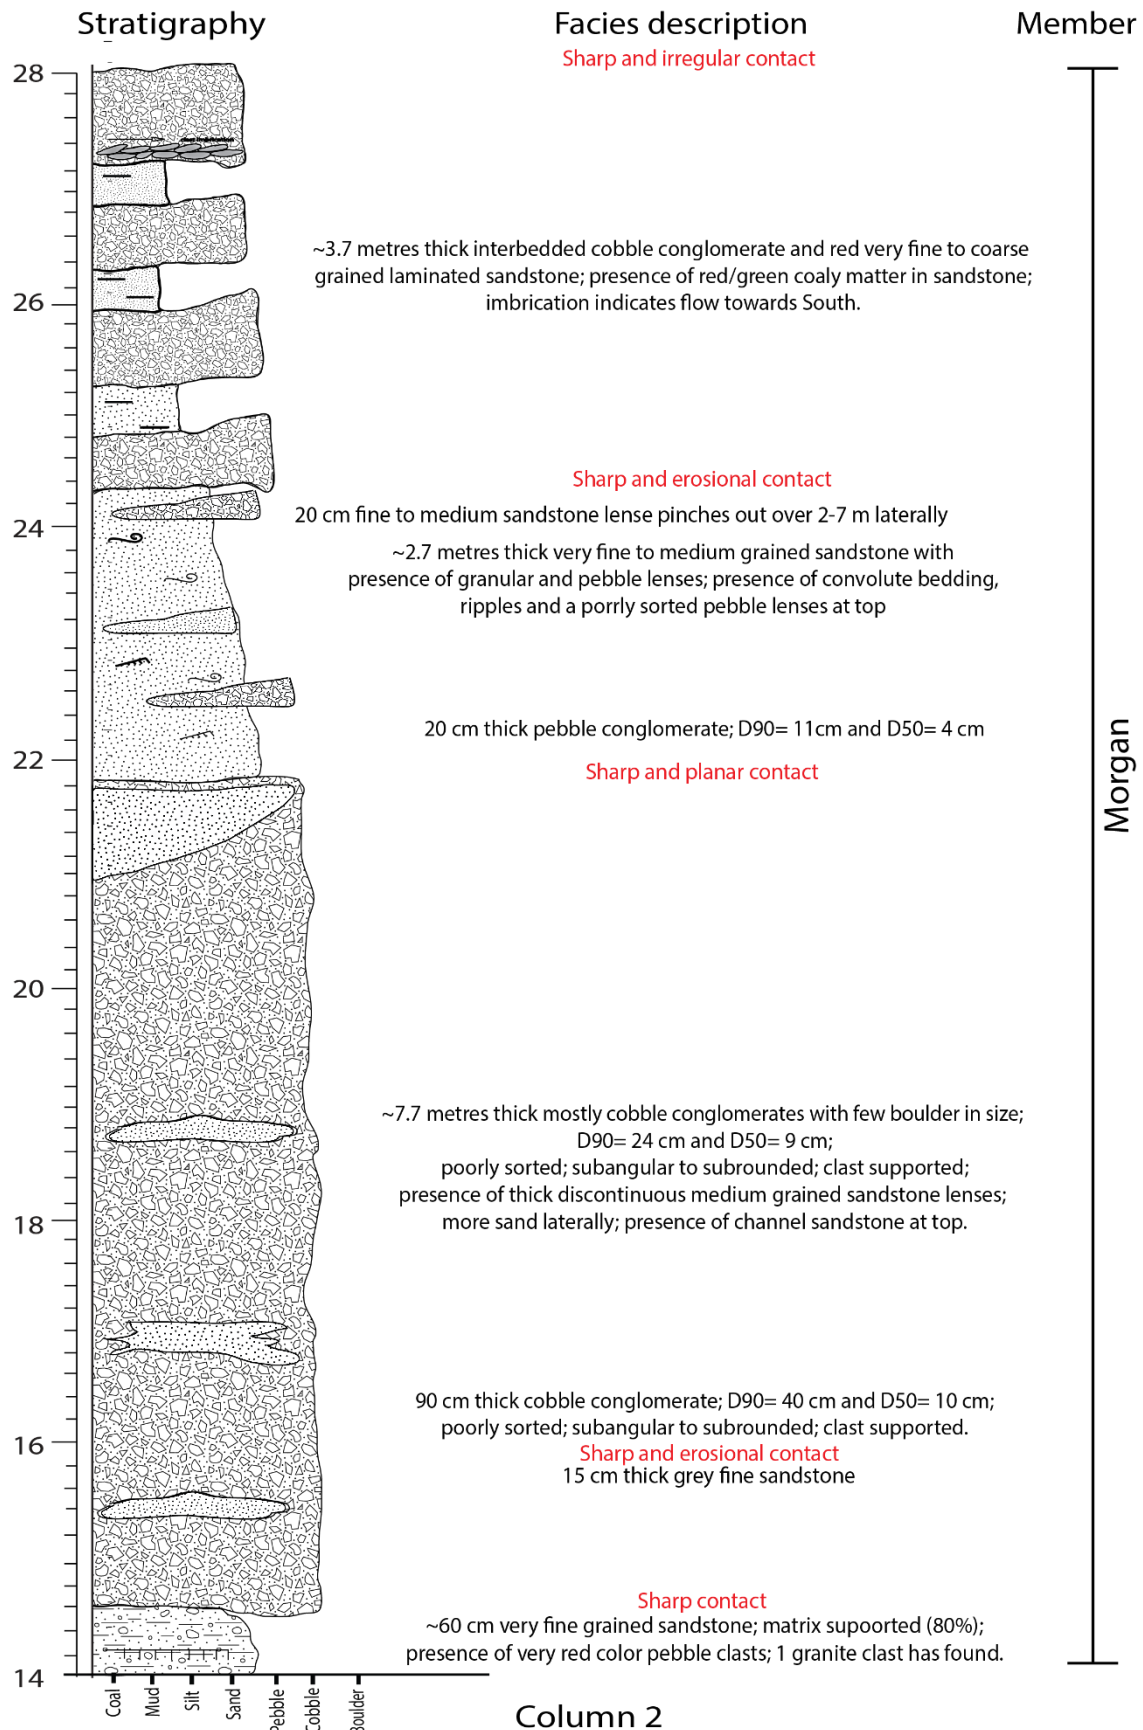 Stratigraphy Facies description Member
Sharp and irregular contact
28
~3.7 metres thick interbedded cobble conglomerate and red very fine to coarse
grained laminated sandstone; presence of red/green coaly matter in sandstone;
imbrication indicates flow towards South.
26
Sharp and erosional contact
20 cm fine to medium sandstone lense pinches out over 2-7 m laterally
24
~2.7 metres thick very fine to medium grained sandstone with
presence of granular and pebble lenses; presence of convolute bedding,
ripples and a porrly sorted pebble lenses at top
20 cm thick pebble conglomerate; D90= 11cm and D50= 4 cm
22
Sharp and planar contact
Morgan
20
~7.7 metres thick mostly cobble conglomerates with few boulder in size;
D90= 24 cm and D50= 9 cm;
poorly sorted; subangular to subrounded; clast supported;
presence of thick discontinuous medium grained sandstone lenses;
more sand laterally; presence of channel sandstone at top.
18
90 cm thick cobble conglomerate; D90= 40 cm and D50= 10 cm;
poorly sorted; subangular to subrounded; clast supported.
16
Sharp and erosional contact
15 cm thick grey fine sandstone
Sharp contact
~60 cm very fine grained sandstone; matrix supoorted (80%);
presence of very red color pebble clasts; 1 granite clast has found.
14
Coal
Mud
Silt
Sand
Pebble
Cobble
Boulder
Column 2